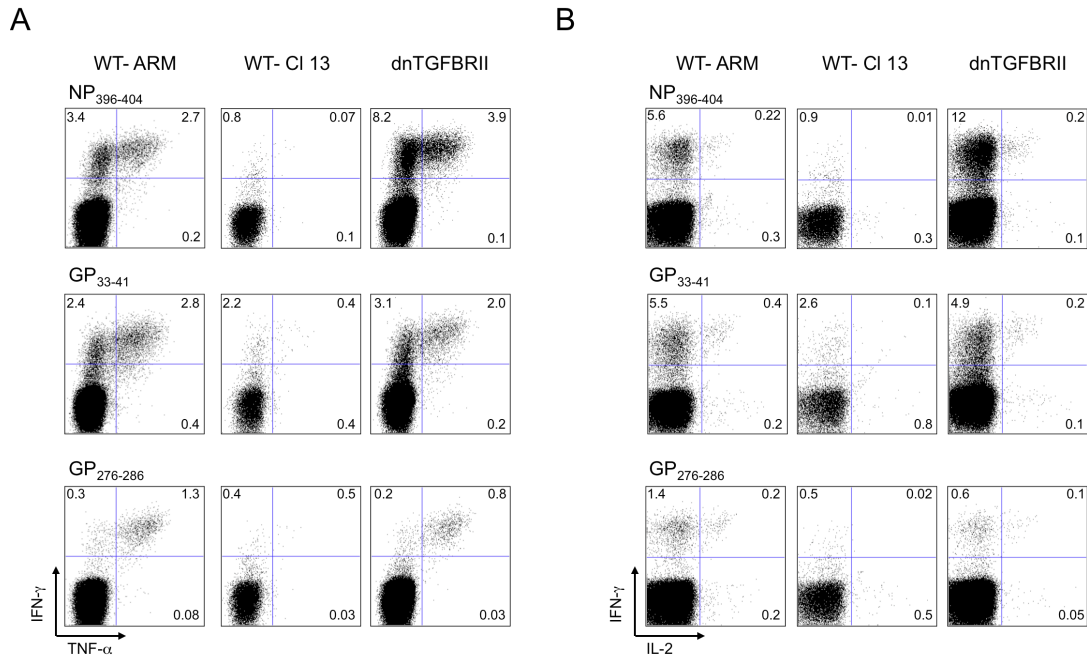 A B
WT- ARM WT- Cl 13 dnTGFBRII WT- ARM WT- Cl 13 dnTGFBRII
NP396-404 NP396-404
3.4 2.7 0.8 0.07 8.2 3.9 5.6 0.22 0.9 0.01 12 0.2
0.2 0.1 0.1 0.3 0.3 0.1
GP33-41 GP33-41
2.4 2.8 2.2 0.4 3.1 2.0 5.5 0.4 2.6 0.1 4.9 0.2
0.4 0.4 0.2 0.2 0.8 0.1
GP276-286 GP276-286
0.3 1.3 0.4 0.5 0.2 0.8 1.4 0.2 0.5 0.02 0.6 0.1
0.08 0.03 0.03 0.2 0.5 0.05
IFN-γ IFN-γ
TNF-α IL-2